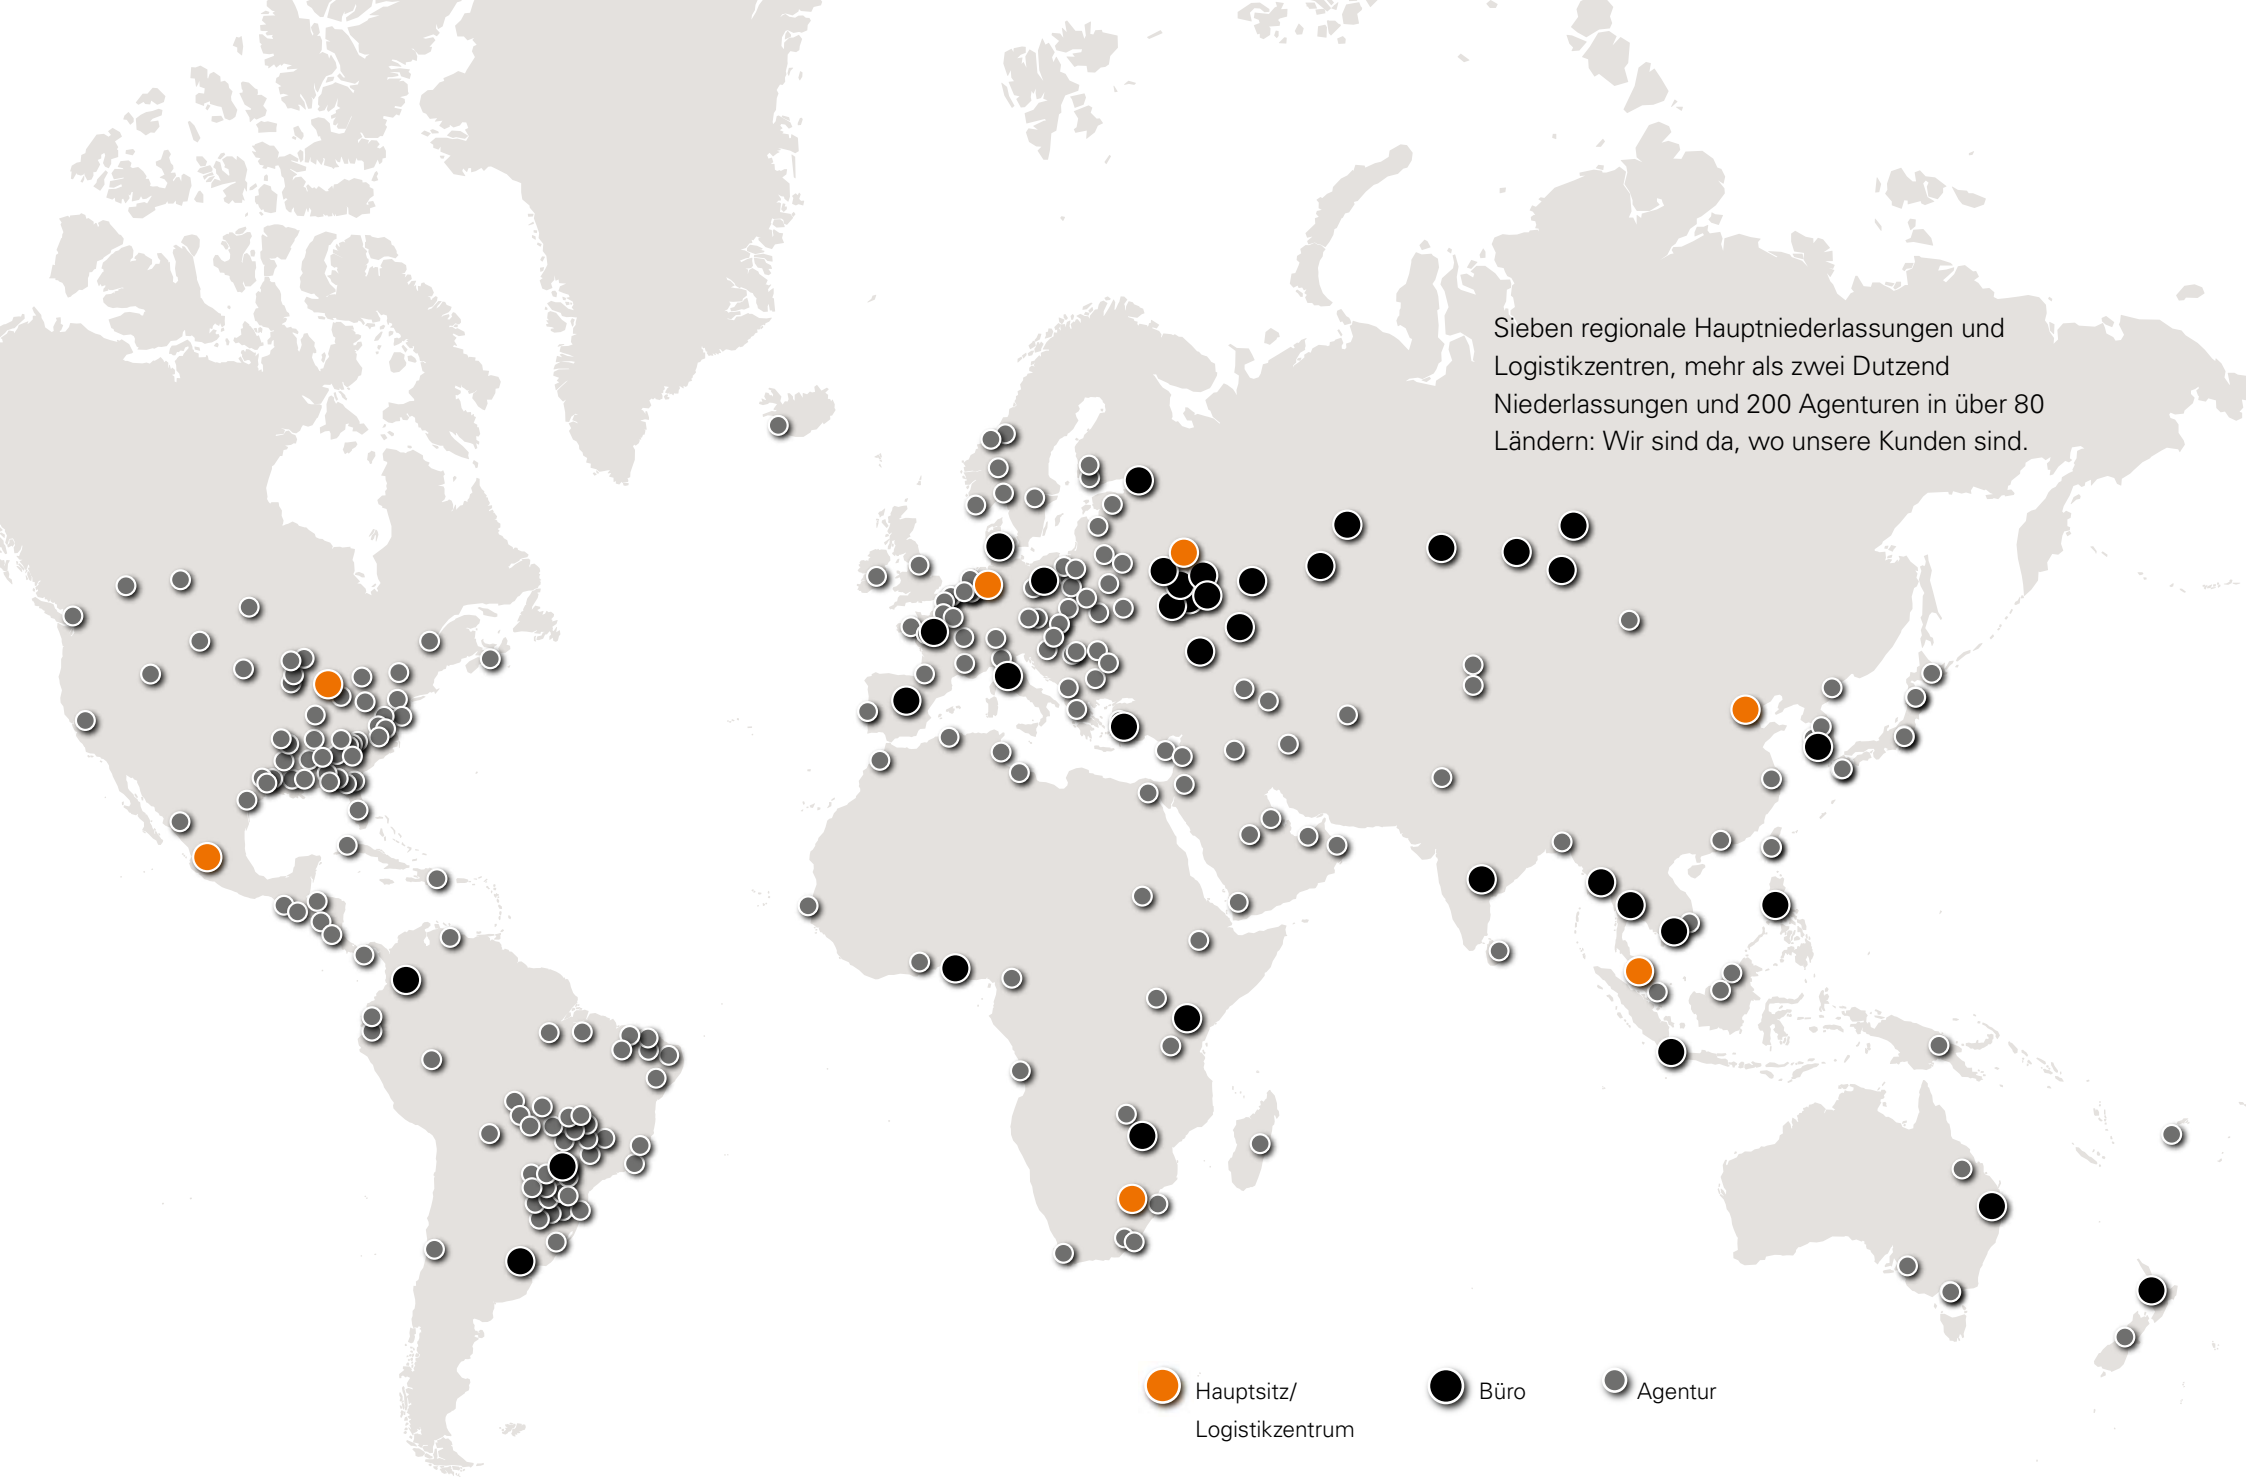 Sieben regionale Hauptniederlassungen und
Logistikzentren, mehr als zwei Dutzend
Niederlassungen und 200 Agenturen in über 80
Ländern: Wir sind da, wo unsere Kunden sind.
Hauptsitz/
Logistikzentrum
Büro
Agentur